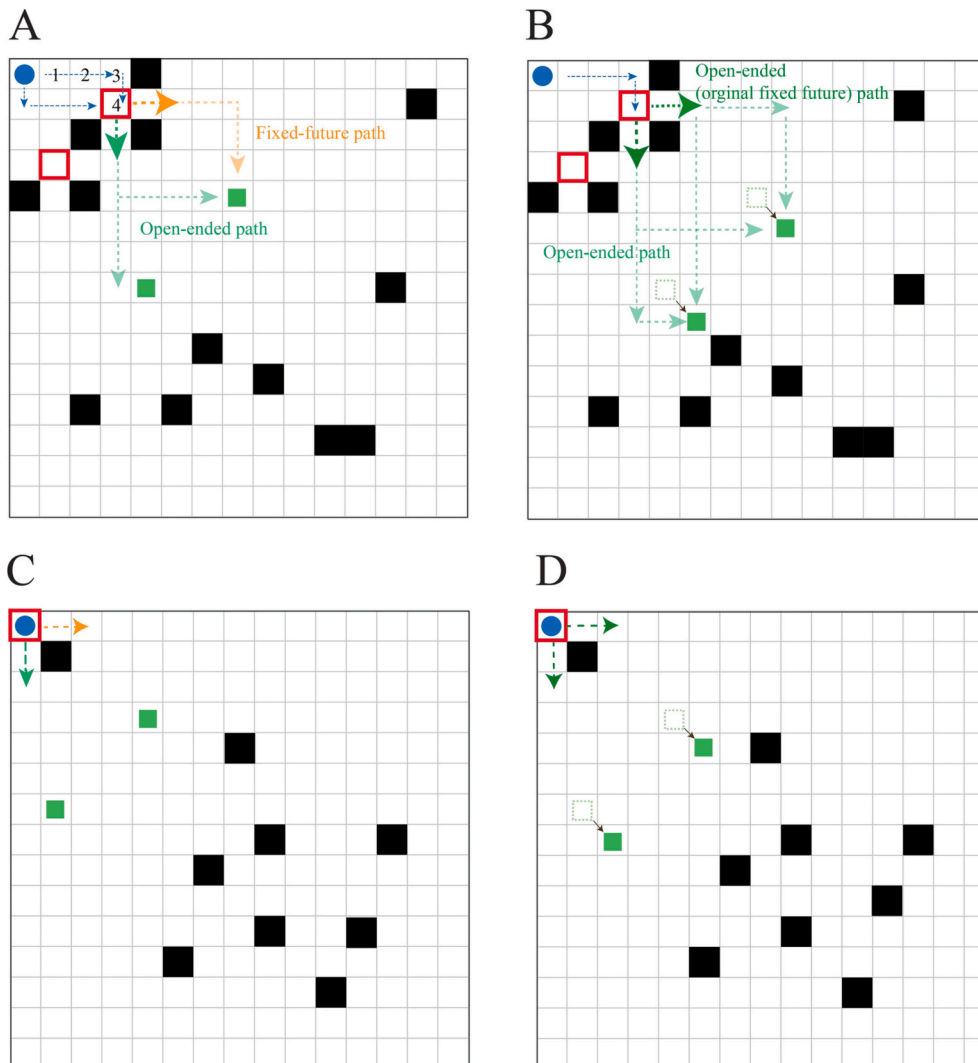 A
B
1 2 3
4
Fixed-future path
Open-ended path
Open-ended
(orginal fixed future) path
Open-ended path
C
D